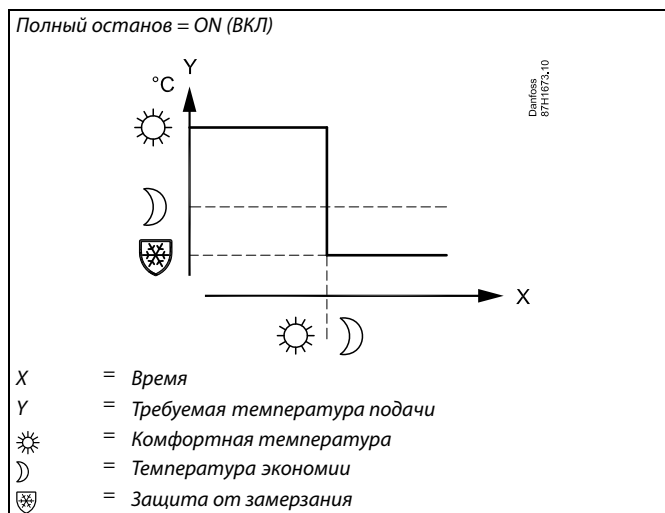 Полный останов = ON (ВКЛ)
Y
°C
Danfoss
87H1673.10
X
X = Время
Y = Требуемая температура подачи
= Комфортная температура
= Температура экономии
= Защита от замерзания